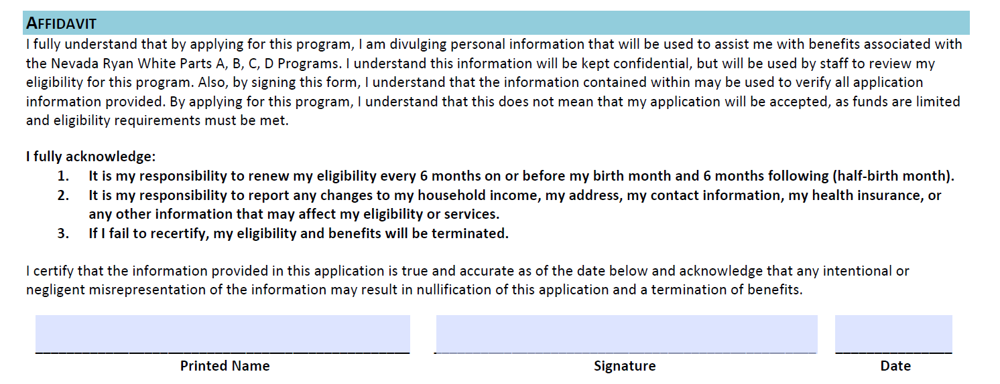 AFFIDAVIT
I fully understand that by applying for this program, I am divulging personal information that will be used to assist me with benefits associated with
the Nevada Ryan White Parts A, B, C, D Programs. I understand this information will be kept confidential, but will be used by staff to review my
eligibility for this program. Also, by signing this form, I understand that the information contained within may be used to verify all application
information provided. By applying for this program, I understand that this does not mean that my application will be accepted, as funds are limited
and eligibility requirements must be met.
I fully acknowledge:
1. It is my responsibility to renew my eligibility every 6 months on or before my birth month and 6 months following (half-birth month).
2. It is my responsibility to report any changes to my household income, my address, my contact information, my health insurance, or
any other information that may affect my eligibility or services.
3. If I fail to recertify, my eligibility and benefits will be terminated.
I certify that the information provided in this application is true and accurate as of the date below and acknowledge that any intentional or
negligent misrepresentation of the information may result in nullification of this application and a termination of benefits.
Printed Name Signature Date